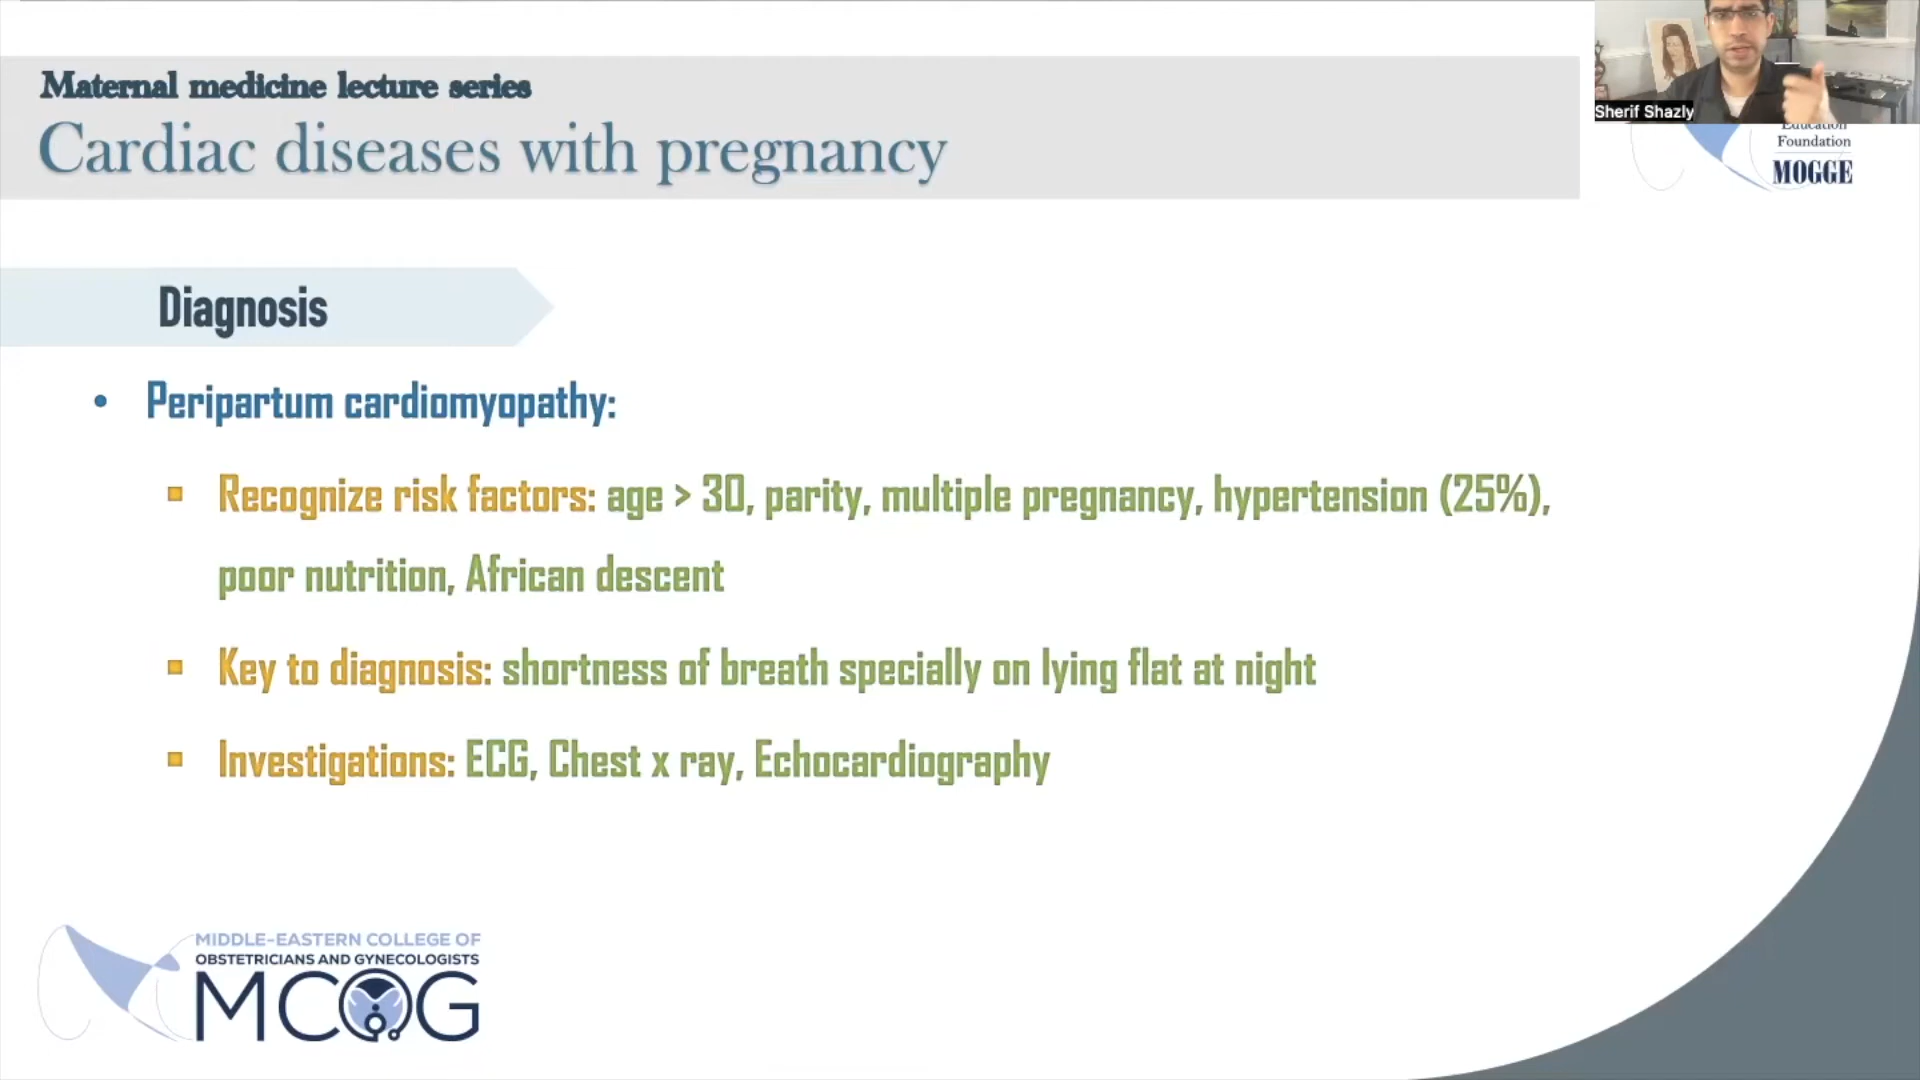 Maternal medicine lecture series
Cardiac diseases with pregnancy
Sherif Shazly
Education
Foundation
MOGGE
Diagnosis
• Peripartum cardiomyopathy:
Recognize risk factors: age > 30, parity, multiple pregnancy, hypertension (25%),
poor nutrition, African descent
Key to diagnosis: shortness of breath specially on lying flat at night
Investigations: ECG, Chest x ray, Echocardiography
MIDDLE-EASTERN COLLEGE OF
OBSTETRICIANS AND GYNECOLOGISTS
MCOG